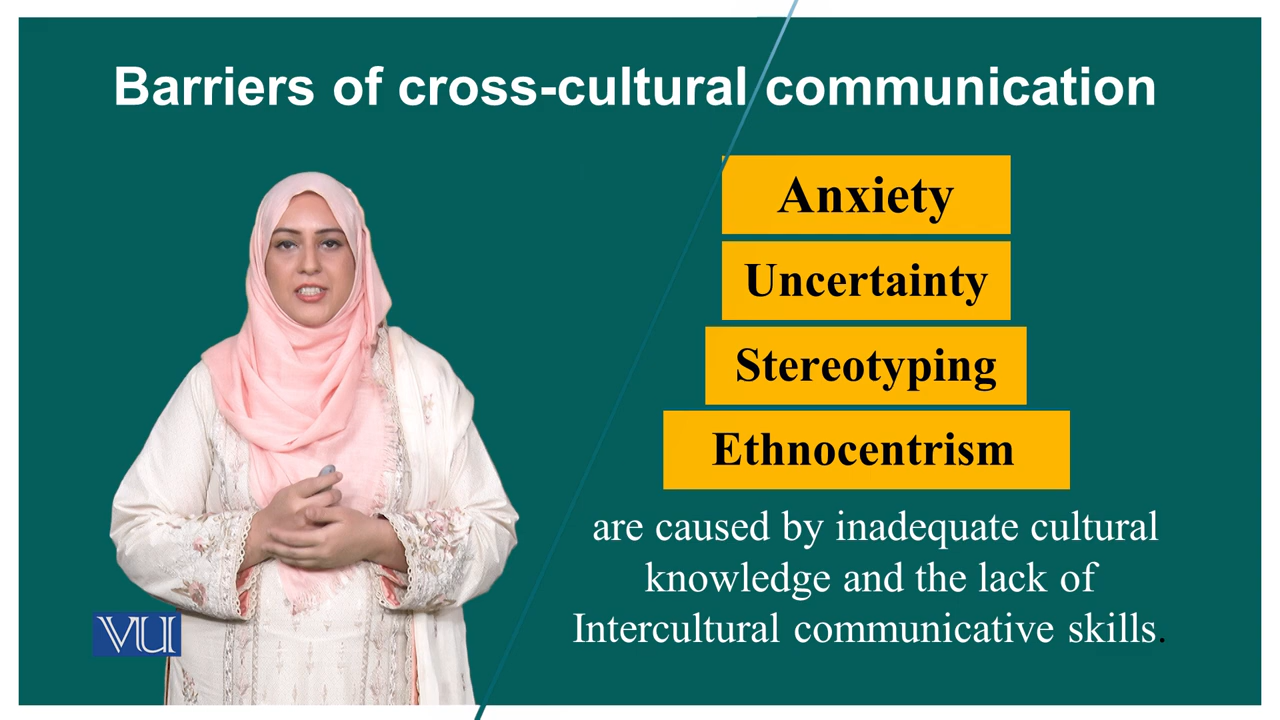 Barriers of cross-cultural communication
Anxiety
Uncertainty
Stereotyping
Ethnocentrism
are caused by inadequate cultural
knowledge and the lack of
Intercultural communicative skills.
VU